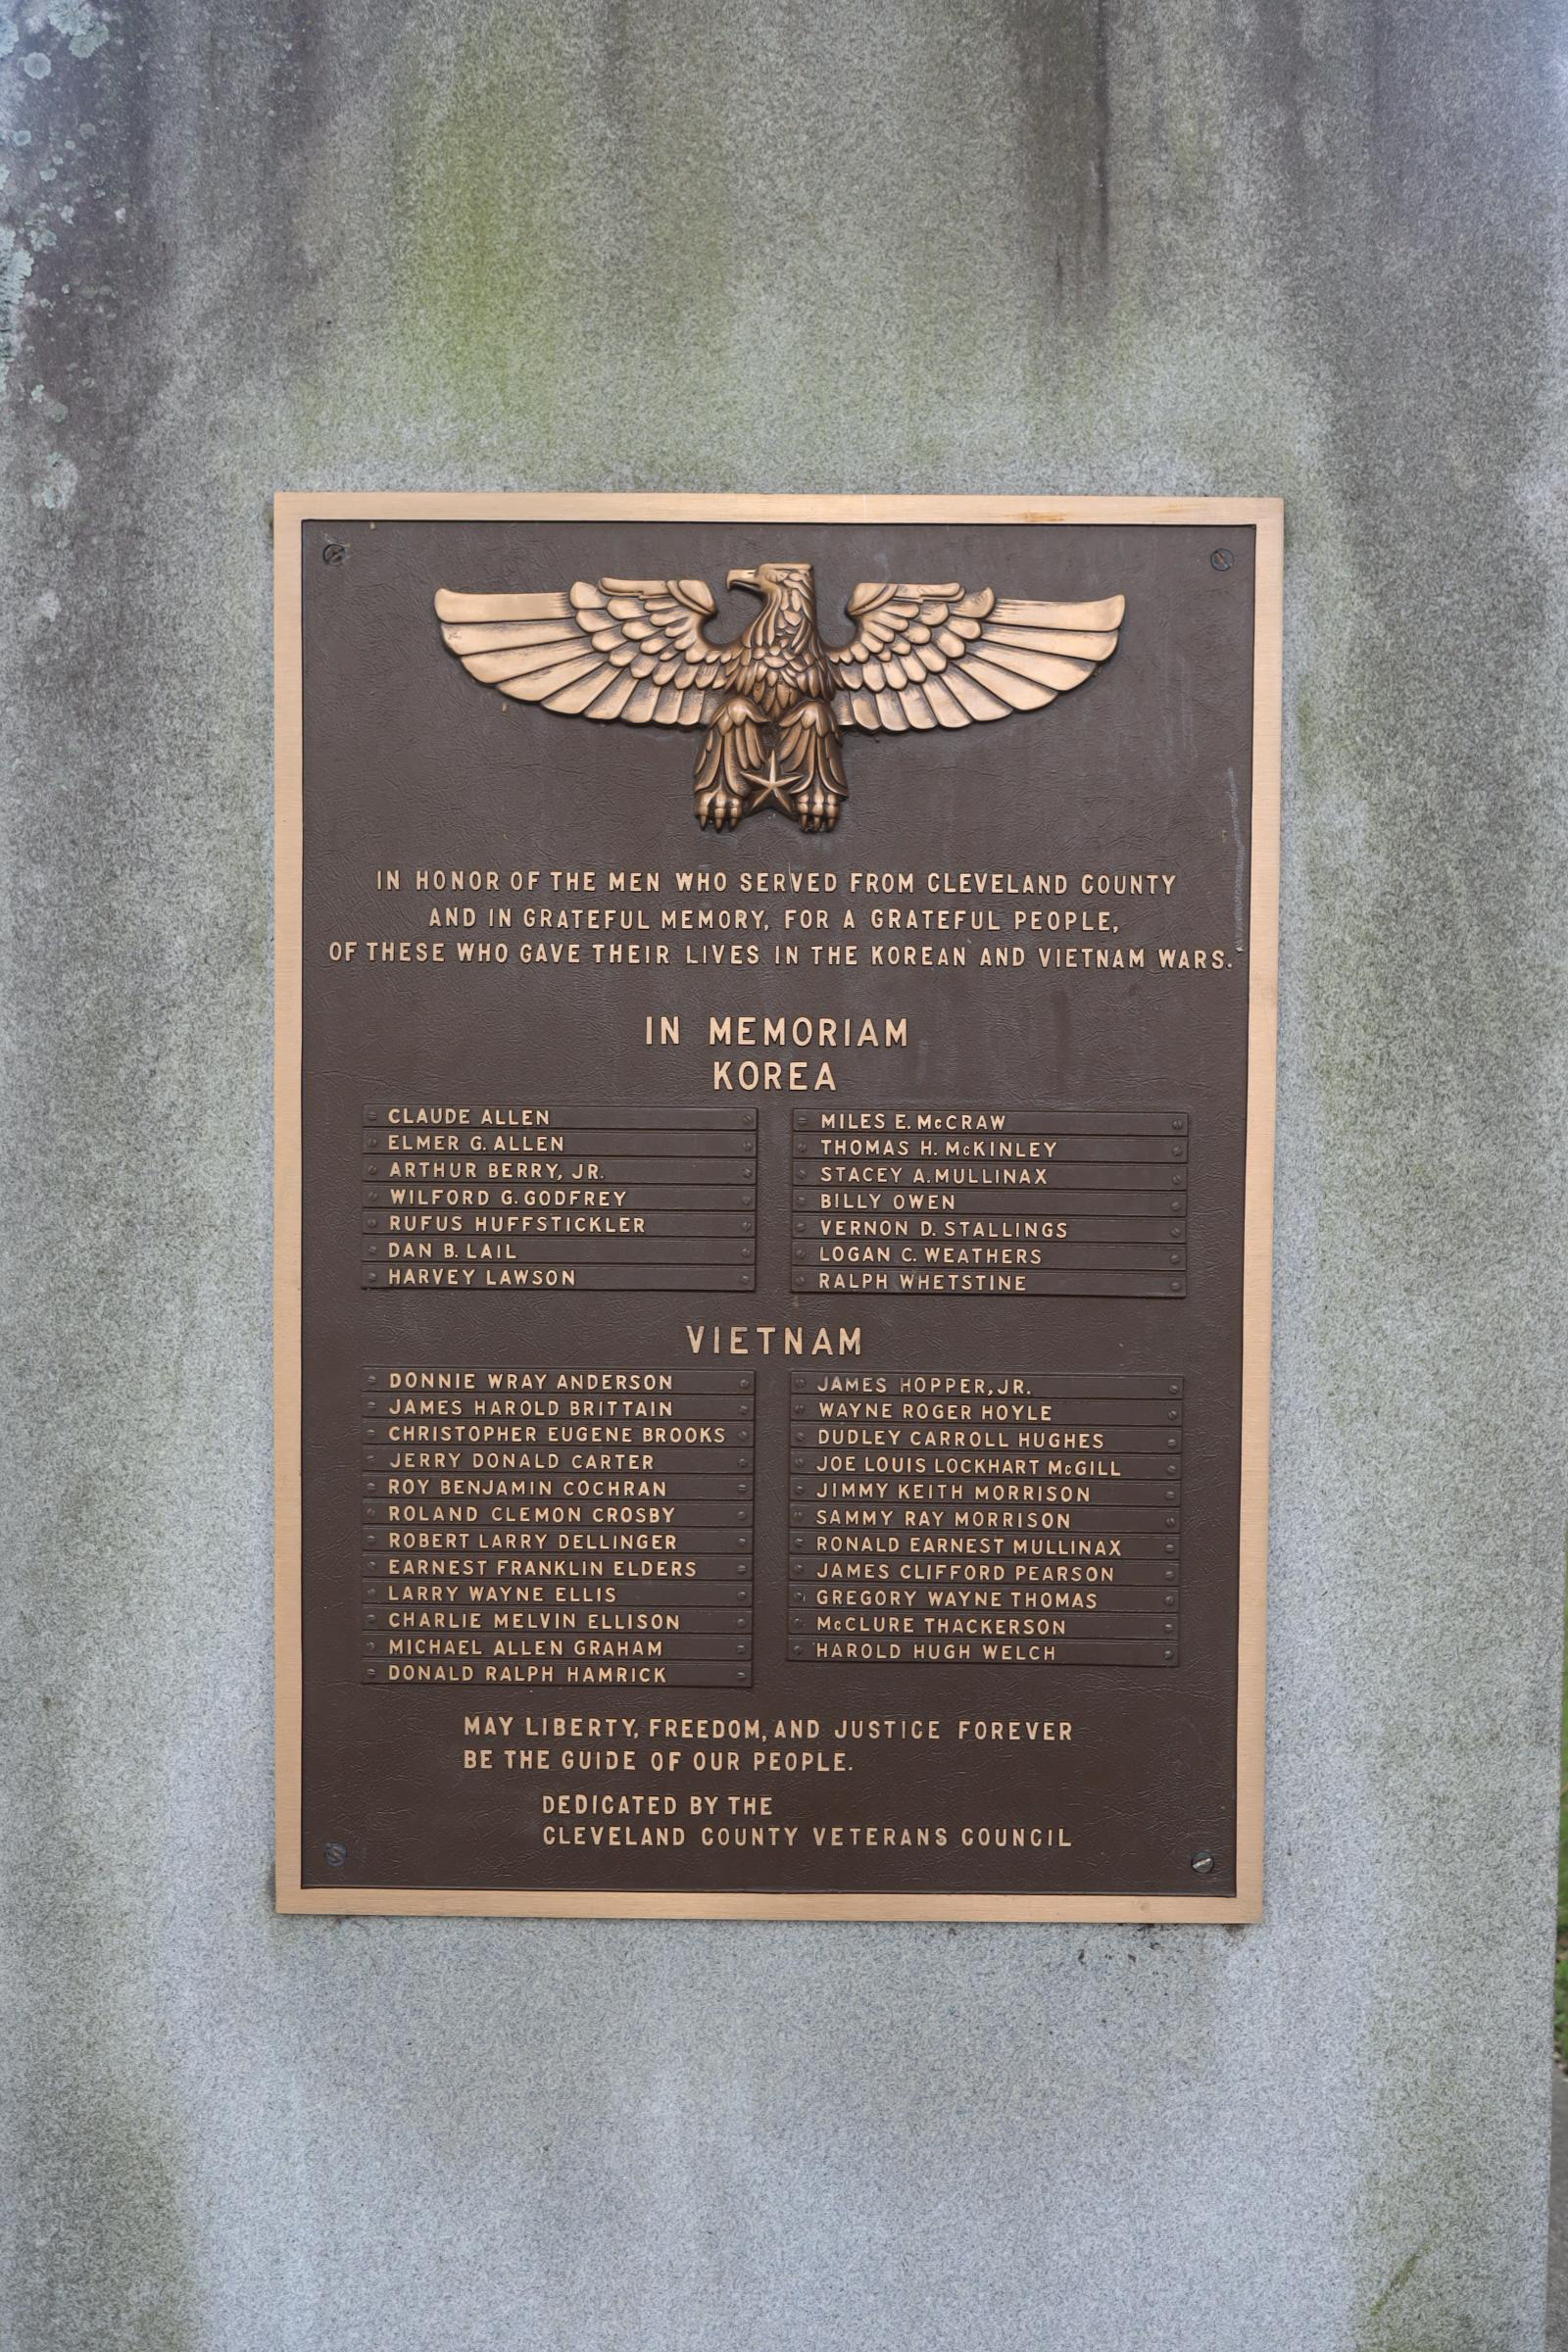 IN HONOR OF THE MEN WHO SERVED FROM CLEVELAND COUNTY
AND IN GRATEFUL MEMORY, FOR A GRATEFUL PEOPLE,
OF THESE WHO GAVE THEIR LIVES IN THE KOREAN AND VIETNAM WARS.
IN MEMORIAM
KOREA
CLAUDE ALLEN
ELMER G. ALLEN
ARTHUR BERRY, JR.
WILFORD G. GODFREY
RUFUS HUFFSTICKLER
DAN B. LAIL
HARVEY LAWSON
MILES E. McCRAW
THOMAS H. McKINLEY
STACEY A. MULLINAX
BILLY OWEN
VERNON D. STALLINGS
LOGAN C. WEATHERS
RALPH WHETSTINE
VIETNAM
DONNIE WRAY ANDERSON
JAMES HAROLD BRITTAIN
CHRISTOPHER EUGENE BROOKS
JERRY DONALD CARTER
ROY BENJAMIN COCHRAN
ROLAND CLEMON CROSBY
ROBERT LARRY DELLINGER
EARNEST FRANKLIN ELDERS
LARRY WAYNE ELLIS
CHARLIE MELVIN ELLISON
MICHAEL ALLEN GRAHAM
DONALD RALPH HAMRICK
JAMES HOPPER, JR.
WAYNE ROGER HOYLE
DUDLEY CARROLL HUGHES
JOE LOUIS LOCKHART McGILL
JIMMY KEITH MORRISON
SAMMY RAY MORRISON
RONALD EARNEST MULLINAX
JAMES CLIFFORD PEARSON
GREGORY WAYNE THOMAS
McCLURE THACKERSON
HAROLD HUGH WELCH
MAY LIBERTY, FREEDOM, AND JUSTICE FOREVER
BE THE GUIDE OF OUR PEOPLE.
DEDICATED BY THE
CLEVELAND COUNTY VETERANS COUNCIL